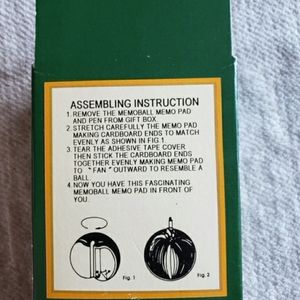 ASSEMBLING INSTRUCTION
1. REMOVE THE MEMOBALL MEMO PAD
AND PEN FROM GIFT BOX.
2. STRETCH CAREFULLY THE MEMO PAD
MAKING CARDBOARD ENDS TO MATCH
EVENLY AS SHOWN IN FIG.1
3. TEAR THE ADHESIVE TAPE COVER
THEN STICK THE CARDBOARD ENDS
TOGETHER EVENLY MAKING MEMO PAD
TO " FAN " OUTWARD TO RESEMBLE A
BALL.
4. NOW YOU HAVE THIS FASCINATING
MEMOBALL MEMO PAD IN FRONT OF
YOU.
Fig. 1
Fig. 2